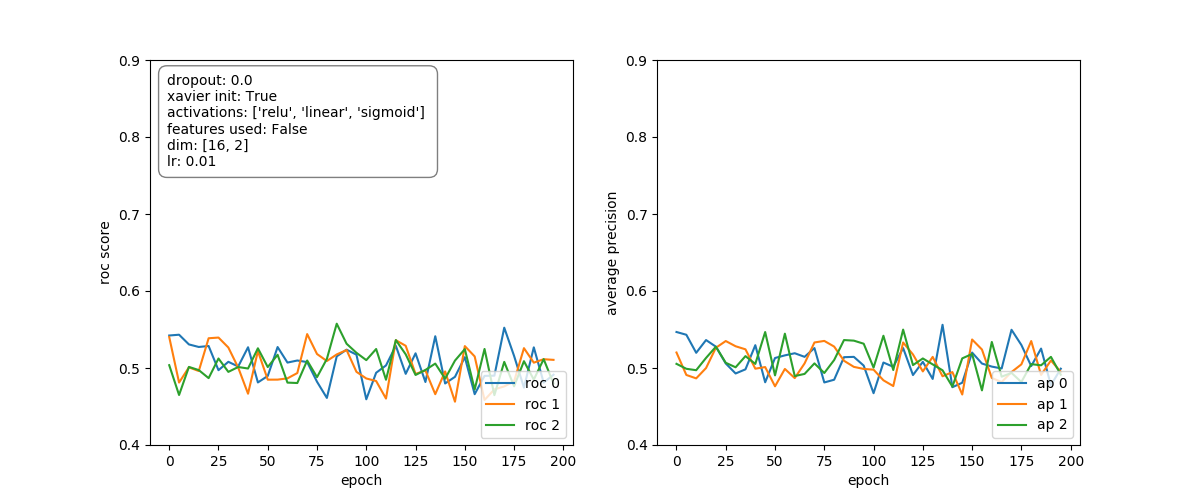 dropout: 0.0
xavier init: True
activations: ['relu', 'linear', 'sigmoid']
features used: False
dim: [16, 2]
lr: 0.01
roc score
0.9
0.8
0.7
0.6
0.5
0.4
0 25 50 75 100 125 150 175 200
epoch
roc 0
roc 1
roc 2
average precision
0.9
0.8
0.7
0.6
0.5
0.4
0 25 50 75 100 125 150 175 200
epoch
ap 0
ap 1
ap 2